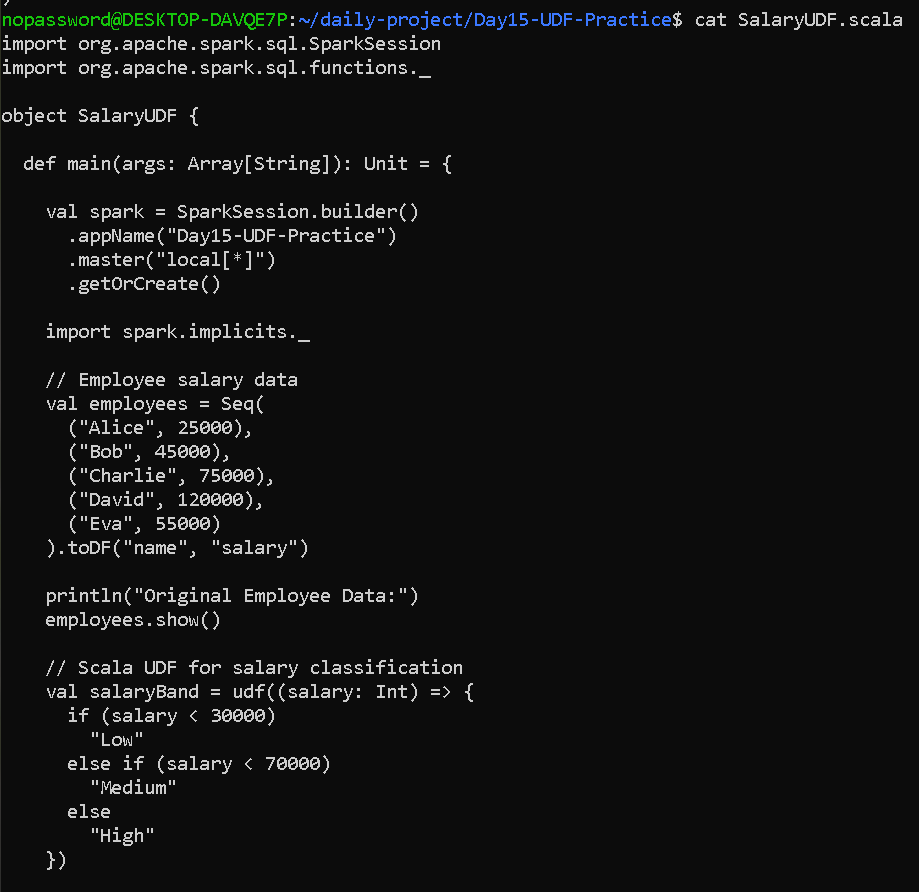 nopassword@DESKTOP-DAVQE7P:~/daily-project/Day15-UDF-Practice$ cat SalaryUDF.scala
import org.apache.spark.sql.SparkSession
import org.apache.spark.sql.functions._

object SalaryUDF {

  def main(args: Array[String]): Unit = {

    val spark = SparkSession.builder()
      .appName("Day15-UDF-Practice")
      .master("local[*]")
      .getOrCreate()

    import spark.implicits._

    // Employee salary data
    val employees = Seq(
      ("Alice", 25000),
      ("Bob", 45000),
      ("Charlie", 75000),
      ("David", 120000),
      ("Eva", 55000)
    ).toDF("name", "salary")

    println("Original Employee Data:")
    employees.show()

    // Scala UDF for salary classification
    val salaryBand = udf((salary: Int) => {
      if (salary < 30000)
        "Low"
      else if (salary < 70000)
        "Medium"
      else
        "High"
    })